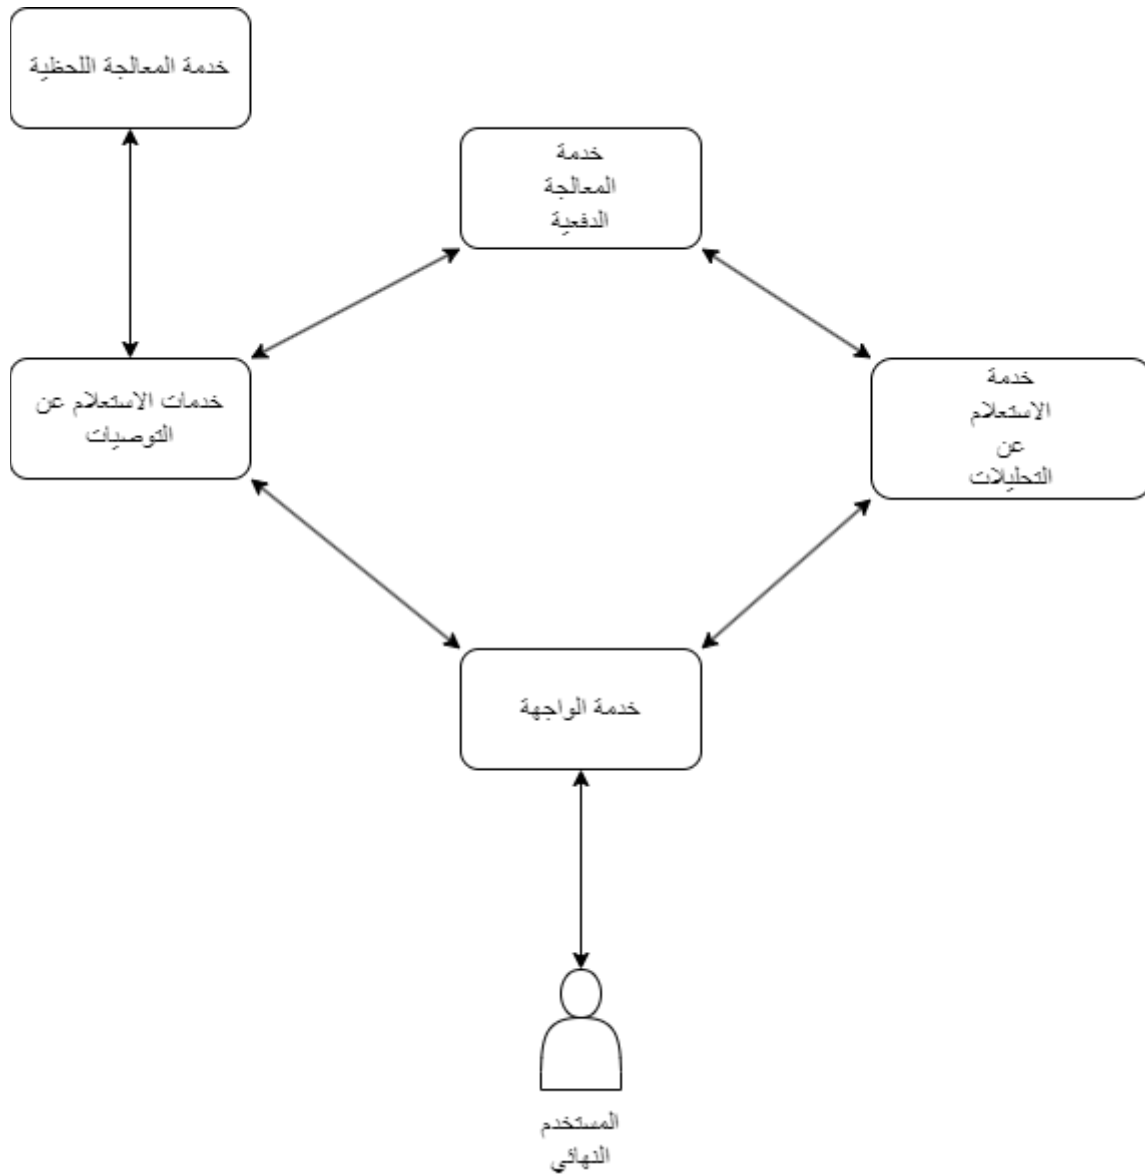 خدمة المعالجة اللحظية
خدمة
المعالجة
الدفعية
خدمات الاستعلام عن
التوصيات
خدمة
الاستعلام
عن
التحليلات
خدمة الواجهة
المستخدم
النهائي